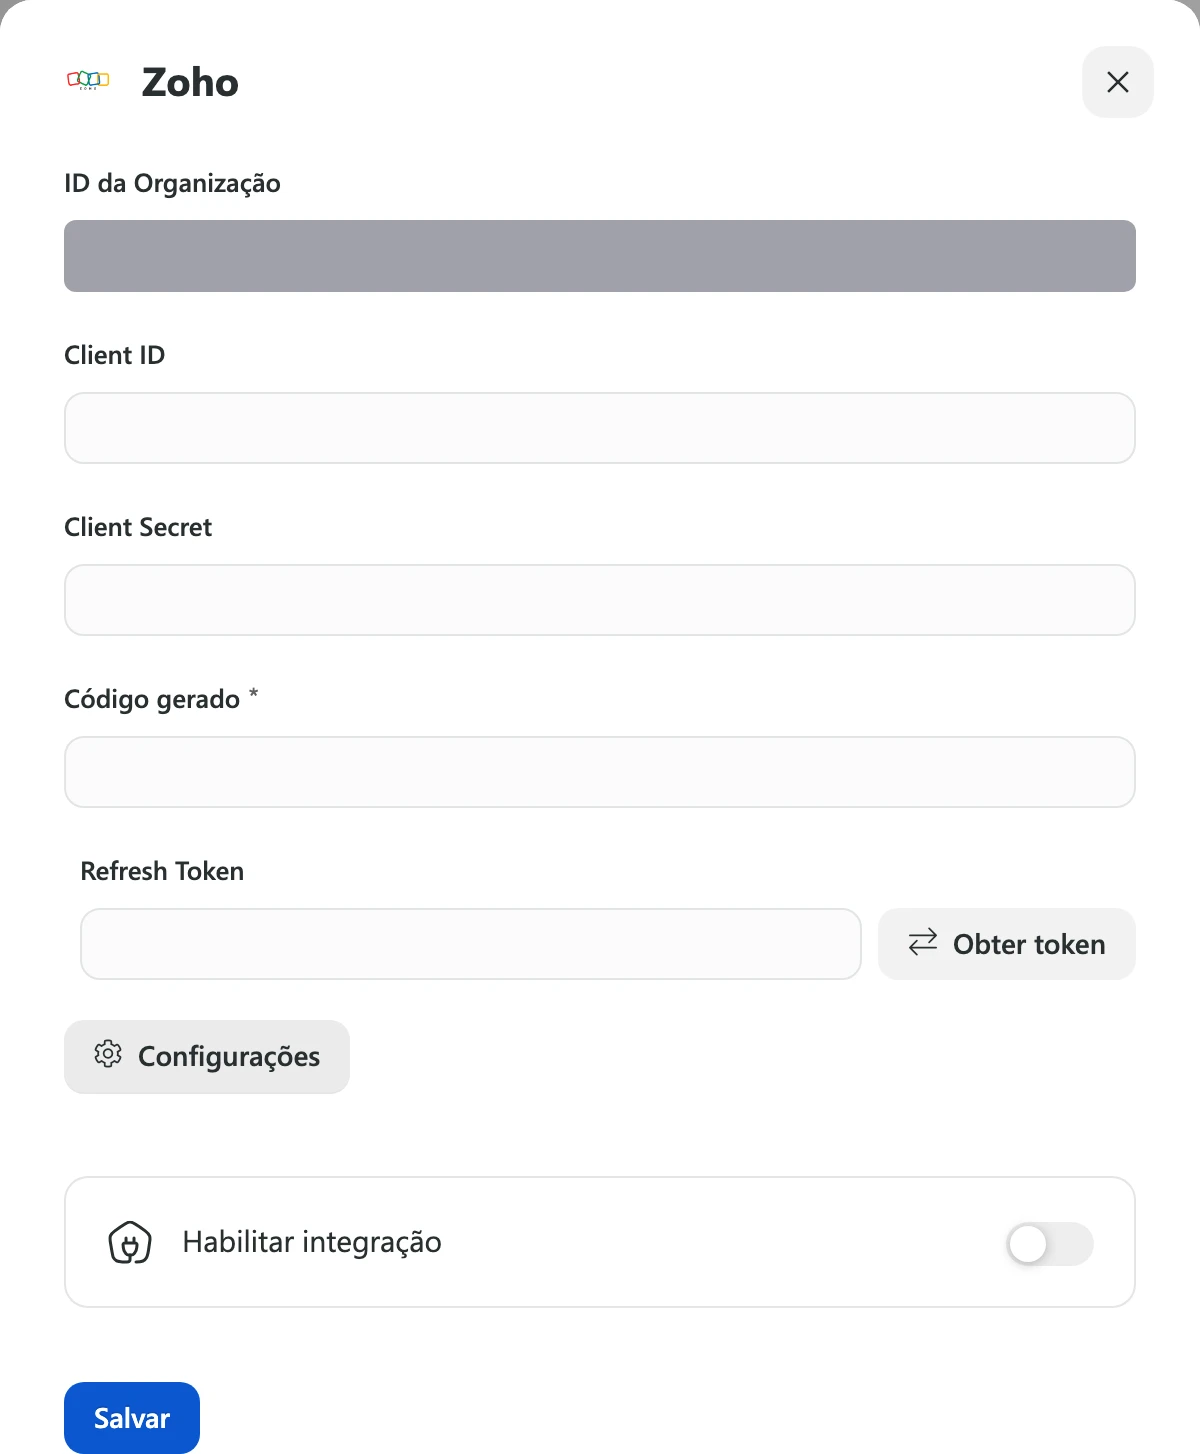 Zoho
ID da Organização
Client ID
Client Secret
Código gerado *
Refresh Token
Obter token
Configurações
Habilitar integração
Salvar